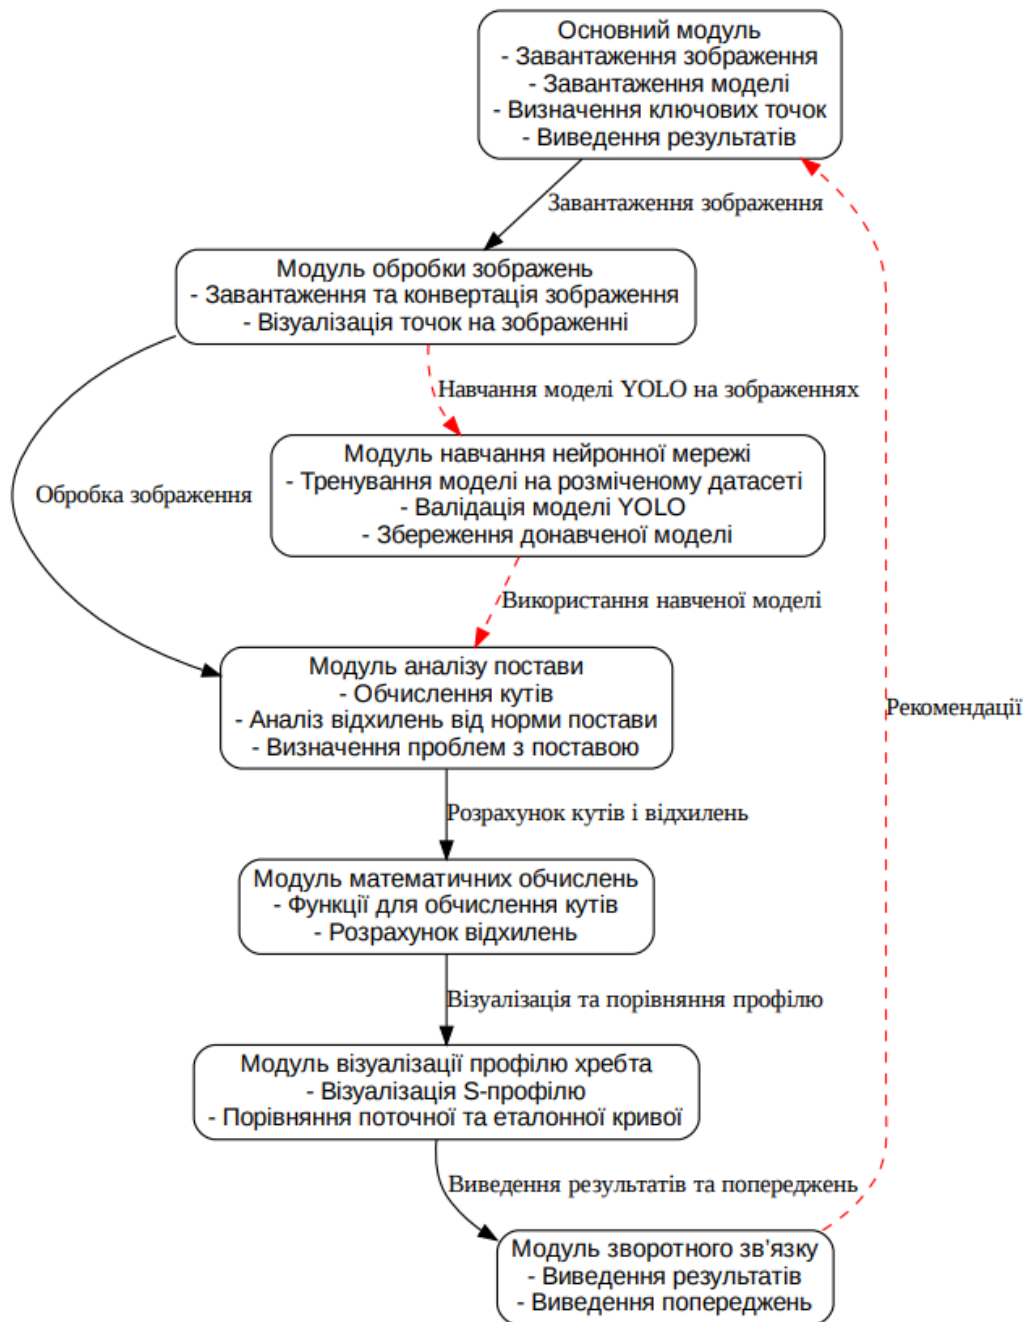 Основний модуль
- Завантаження зображення
- Завантаження моделі
- Визначення ключових точок
- Виведення результатів
Завантаження зображення
Модуль обробки зображень
- Завантаження та конвертація зображення
- Візуалізація точок на зображенні
Навчання моделі YOLO на зображеннях
Модуль навчання нейронної мережі
- Тренування моделі на розміченому датасеті
- Валідація моделі YOLO
- Збереження донавченої моделі
Обробка зображення
Використання навченої моделі
Модуль аналізу постави
- Обчислення кутів
- Аналіз відхилень від норми постави
- Визначення проблем з поставою
Рекомендації
Розрахунок кутів і відхилень
Модуль математичних обчислень
- Функції для обчислення кутів
- Розрахунок відхилень
Візуалізація та порівняння профілю
Модуль візуалізації профілю хребта
- Візуалізація S-профілю
- Порівняння поточної та еталонної кривої
Виведення результатів та попереджень
Модуль зворотного зв'язку
- Виведення результатів
- Виведення попереджень